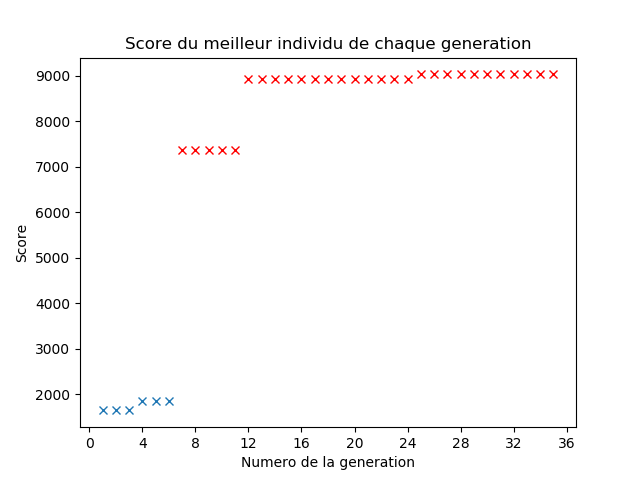 Score du meilleur individu de chaque generation
9000
8000
7000
6000
5000
4000
3000
2000
Score
0 4 8 12 16 20 24 28 32 36
Numero de la generation